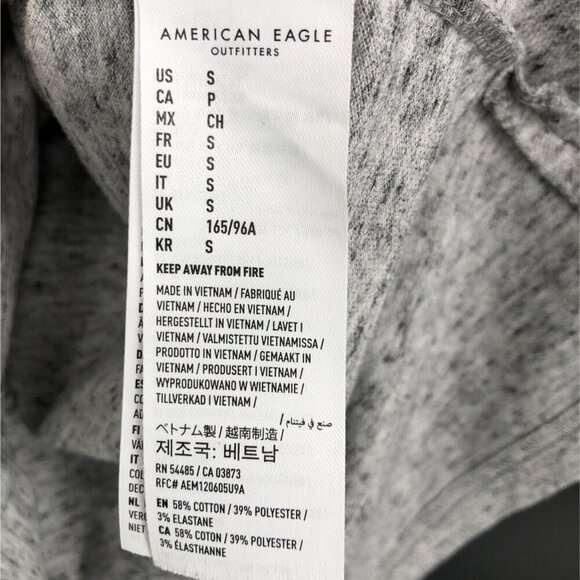 AMERICAN EAGLE
OUTFITTERS
US S
CA P
MX CH
FR S
EU S
IT S
UK S
CN 165/96A
KR S
KEEP AWAY FROM FIRE
MADE IN VIETNAM / FABRIQUÉ AU
VIETNAM / HECHO EN VIETNAM /
HERGESTELLT IN VIETNAM / LAVET I
VIETNAM / VALMISTETTU VIETNAMISSA /
PRODOTTO IN VIETNAM / GEMAAKT IN
VIETNAM / PRODUSERT I VIETNAM /
WYPRODUKOWANO W WIETNAMIE /
TILLVERKAD I VIETNAM /
صنع في فيتنام /
ベトナム製 / 越南制造 /
제조국: 베트남
RN 54485 / CA 03873
RFC# AEM120605U9A
EN 58% COTTON / 39% POLYESTER /
3% ELASTANE
CA 58% COTON / 39% POLYESTER /
3% ÉLASTHANNE